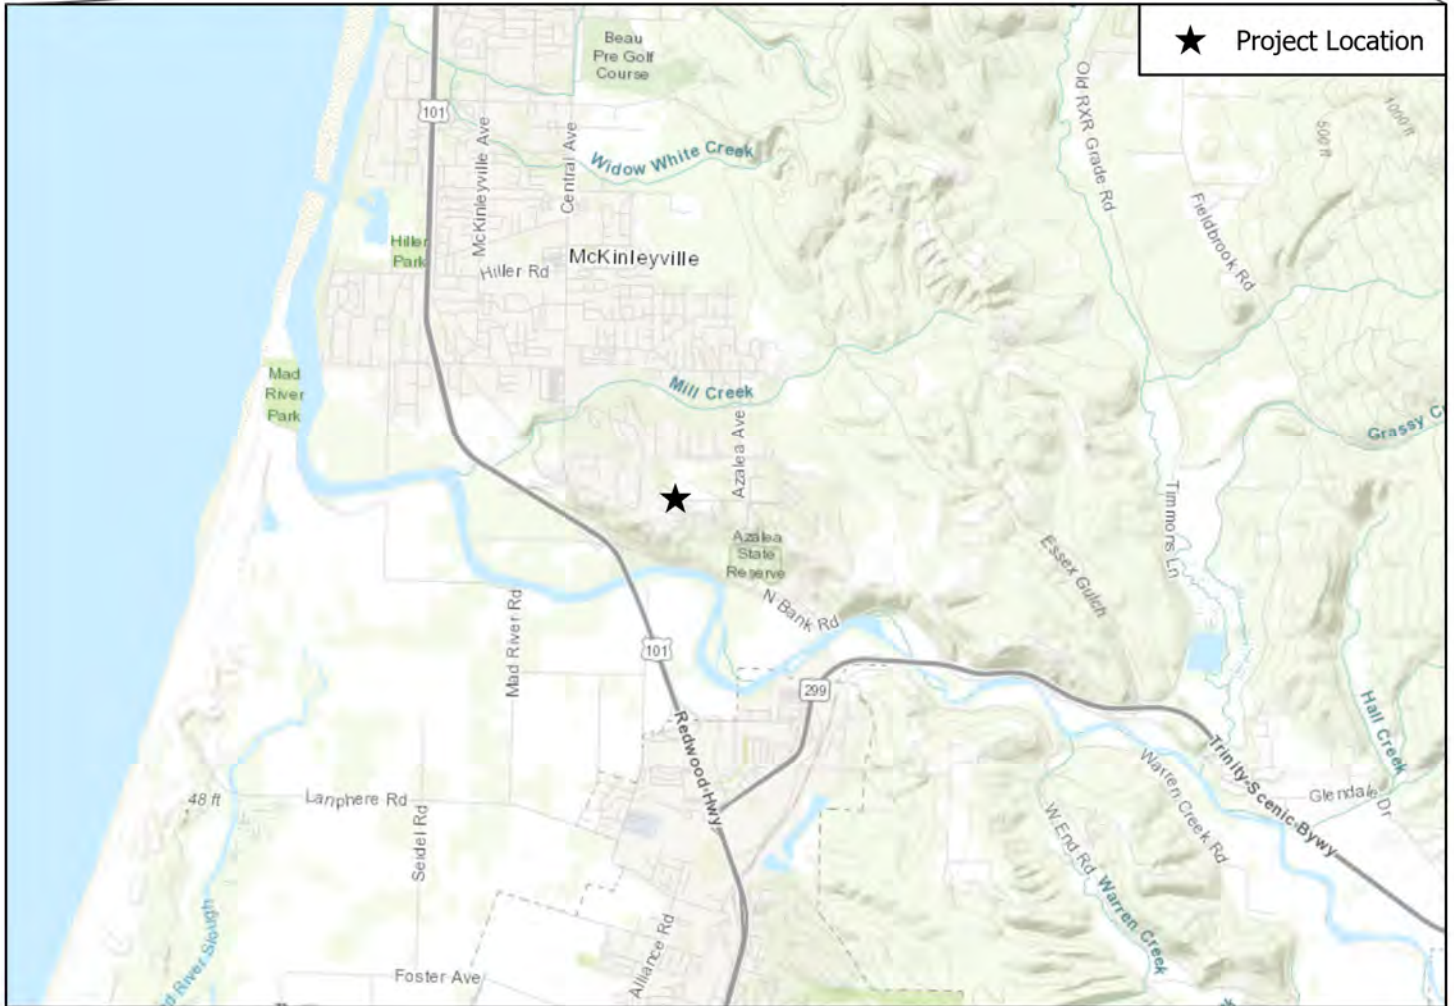 Project Location
Beau
Pre Golf
Course
Old RXR Grade Rd
500 ft
1000 ft
101
McKinleyville Ave
Central Ave
Widow White Creek
Fieldbrook Rd
Hiller
Park
Hiller Rd
McKinleyville
Mad
River
Park
Mill Creek
Azalea Ave
Grassy C
Timmons Ln
Azalea
State
Reserve
Essex Gulch
N Bank Rd
Mad River Rd
101
299
Redwood Hwy
Hall Creek
Trinity Scenic Bywy
Warren Creek Rd
Glendale Dr
48 ft
Lanphere Rd
Seidel Rd
W End Rd
Warren Creek
Alliance Rd
Foster Ave
d River Slough